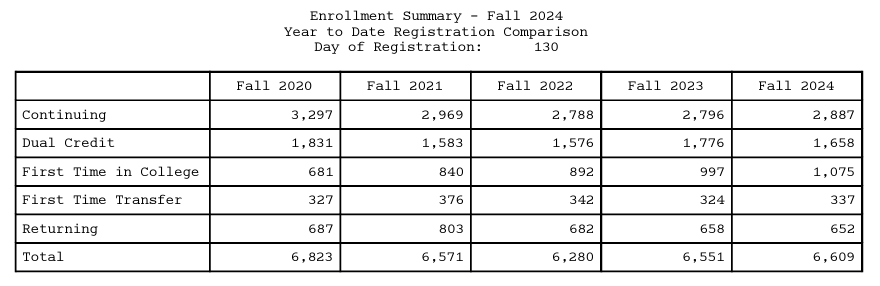 Enrollment Summary - Fall 2024
Year to Date Registration Comparison
Day of Registration: 130
Fall 2020 Fall 2021 Fall 2022 Fall 2023 Fall 2024
Continuing 3,297 2,969 2,788 2,796 2,887
Dual Credit 1,831 1,583 1,576 1,776 1,658
First Time in College 681 840 892 997 1,075
First Time Transfer 327 376 342 324 337
Returning 687 803 682 658 652
Total 6,823 6,571 6,280 6,551 6,609